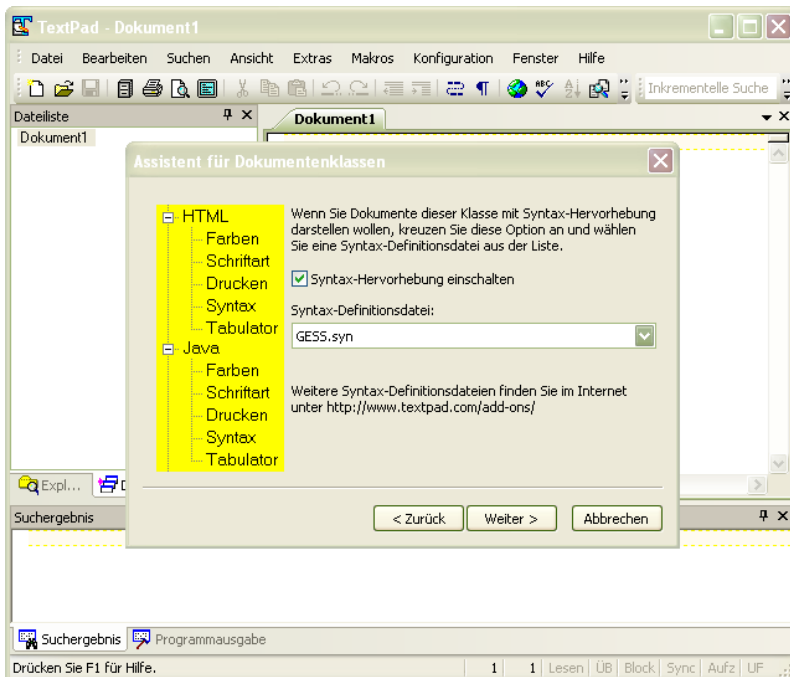 TextPad - Dokument1
Datei Bearbeiten Suchen Ansicht Extras Makros Konfiguration Fenster Hilfe
Inkrementelle Suche
Dateiliste
Dokument1
Dokument1
Assistent für Dokumentenklassen
HTML
Farben
Schriftart
Drucken
Syntax
Tabulator
Java
Farben
Schriftart
Drucken
Syntax
Tabulator
Wenn Sie Dokumente dieser Klasse mit Syntax-Hervorhebung
darstellen wollen, kreuzen Sie diese Option an und wählen
Sie eine Syntax-Definitionsdatei aus der Liste.
Syntax-Hervorhebung einschalten
Syntax-Definitionsdatei:
GESS.syn
Weitere Syntax-Definitionsdateien finden Sie im Internet
unter http://www.textpad.com/add-ons/
Expl... D
< Zurück Weiter > Abbrechen
Suchergebnis
Suchergebnis Programmausgabe
Drücken Sie F1 für Hilfe. 1 1 Lesen ÜB Block Sync Aufz UF